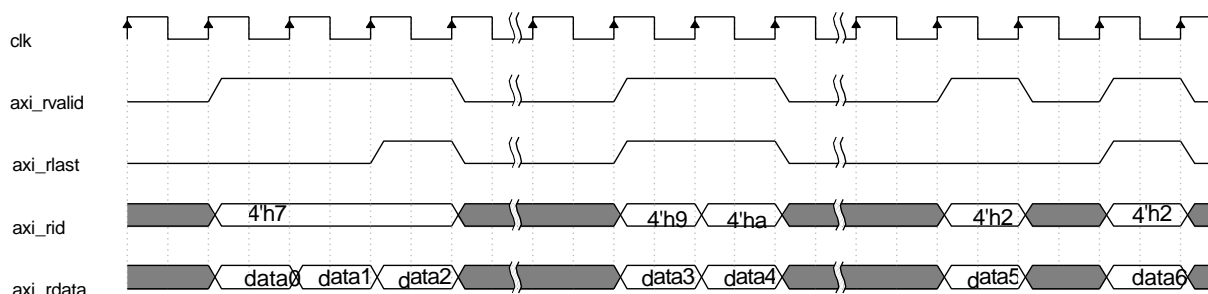 clk
axi_rvalid
axi_rlast
axi_rid 4'h7 4'h9 4'ha 4'h2 4'h2
axi_rdata data0 data1 data2 data3 data4 data5 data6